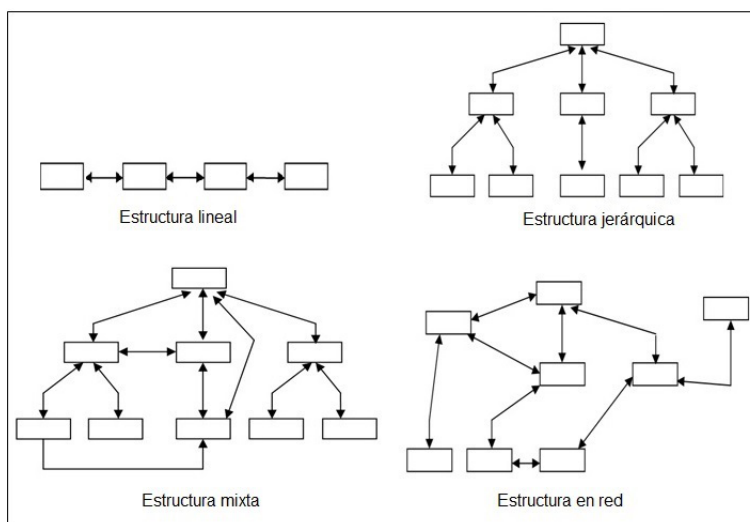 Estructura lineal
Estructura jerárquica
Estructura mixta
Estructura en red